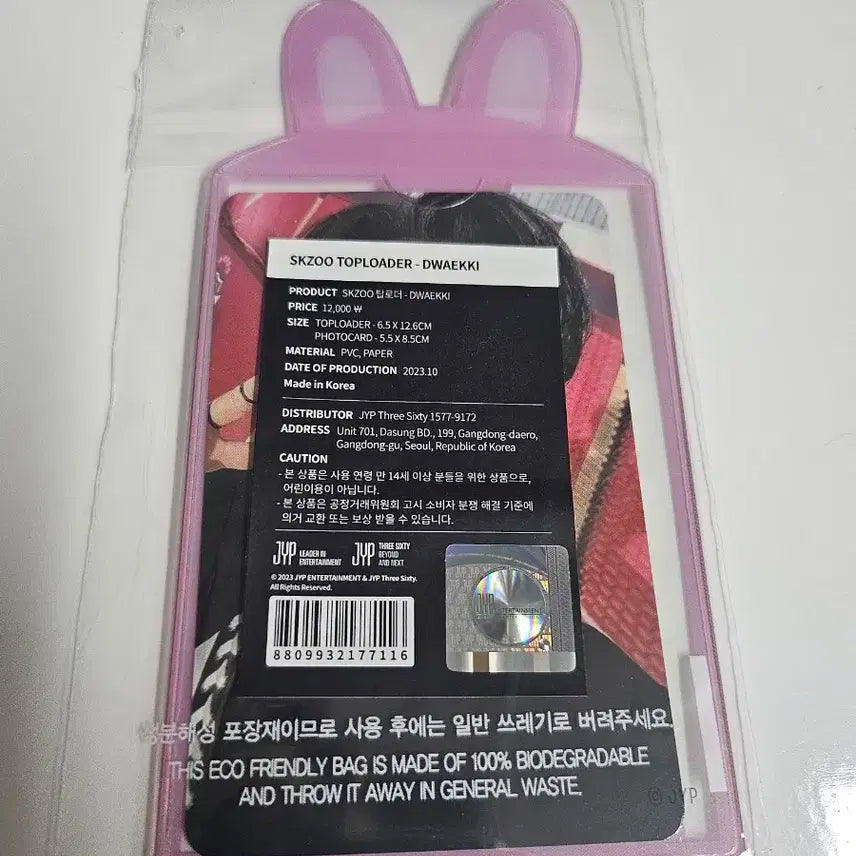 SKZOO TOPLOADER - DWAEKKI
PRODUCT SKZOO 탑로더 - DWAEKKI
PRICE 12,000 ₩
SIZE TOPLOADER - 6.5 X 12.6CM
PHOTOCARD - 5.5 X 8.5CM
MATERIAL PVC, PAPER
DATE OF PRODUCTION 2023.10
Made in Korea
DISTRIBUTOR JYP Three Sixty 1577-9172
ADDRESS Unit 701, Dasung BD., 199, Gangdong-daero,
Gangdong-gu, Seoul, Republic of Korea
CAUTION
- 본 상품은 사용 연령 만 14세 이상 분들을 위한 상품으로,
어린이용이 아닙니다.
- 본 상품은 공정거래위원회 고시 소비자 분쟁 해결 기준에
의거 교환 또는 보상 받을 수 있습니다.
JYP LEADER IN ENTERTAINMENT JYP THREE SIXTY BEYOND AND NEXT
© 2023 JYP ENTERTAINMENT & JYP Three Sixty.
All Rights Reserved.
8809932177116
JYP ENTERTAINMENT
생분해성 포장재이므로 사용 후에는 일반 쓰레기로 버려주세요.
THIS ECO FRIENDLY BAG IS MADE OF 100% BIODEGRADABLE
AND THROW IT AWAY IN GENERAL WASTE.
© JYP